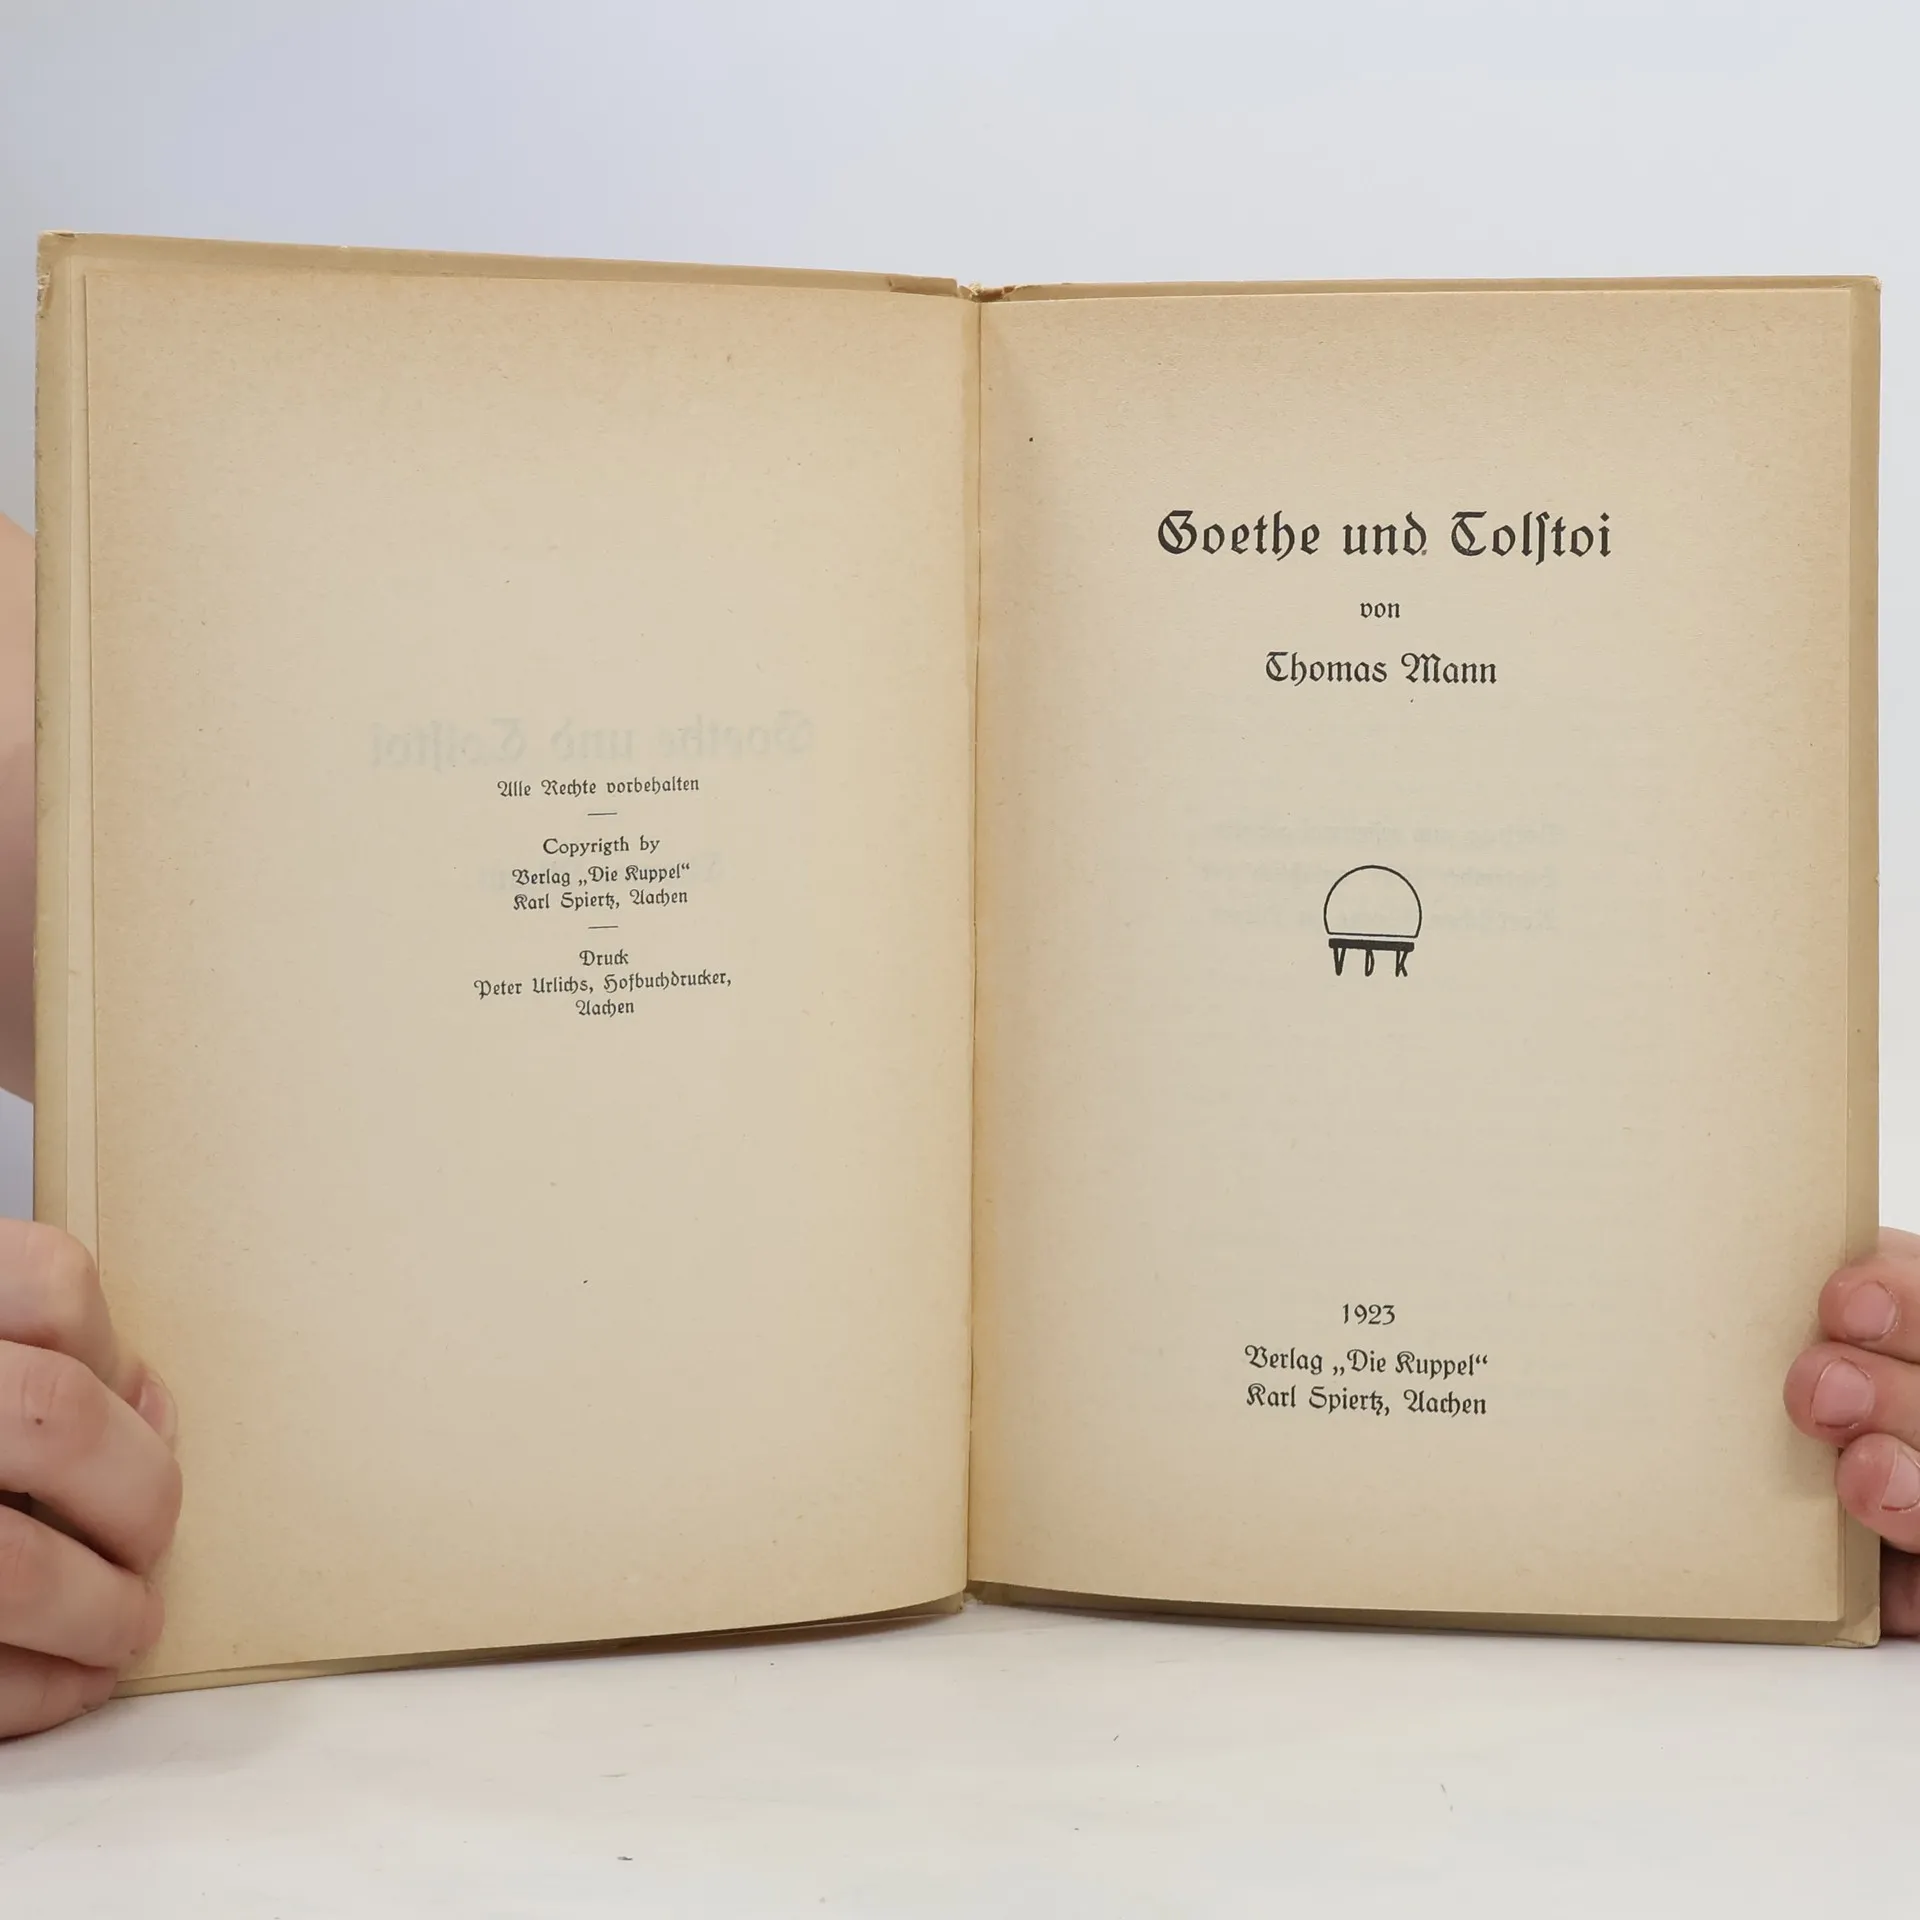 Alle Rechte vorbehalten
Copyrigth by
Verlag „Die Kuppel“
Karl Spiertz, Aachen
Druck
Peter Urlichs, Hofbuchdrucker,
Aachen
Goethe und Tolſtoi
von
Thomas Mann
VDK
1923
Verlag „Die Kuppel“
Karl Spiertz, Aachen